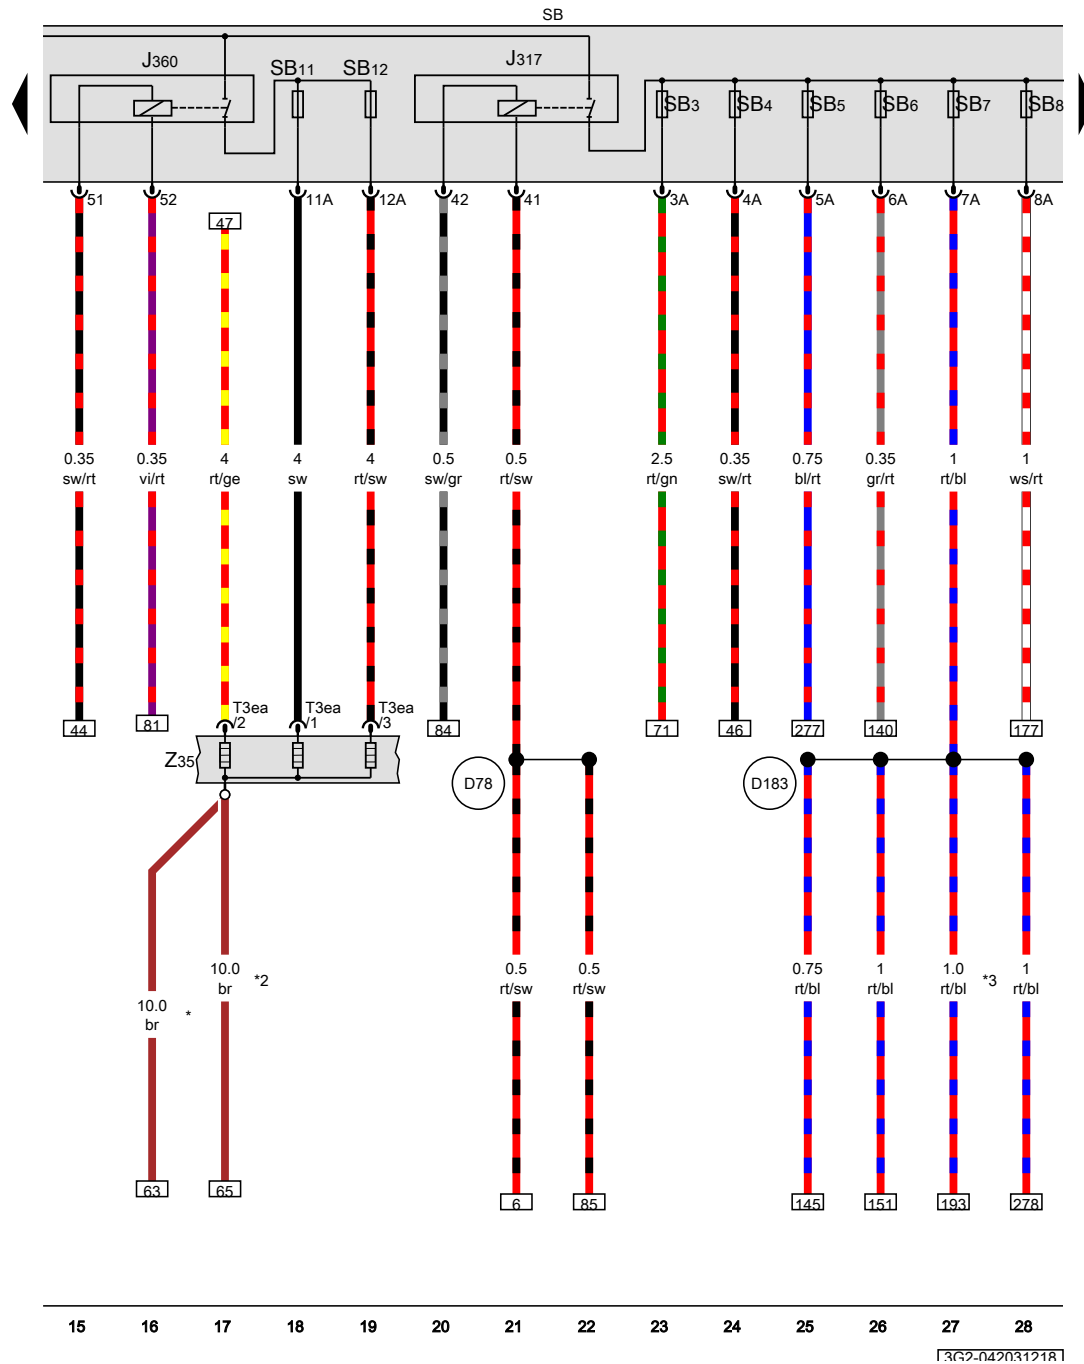 SB
J360 SB11 SB12 J317
SB3 SB4 SB5 SB6 SB7 SB8
51 52 11A 12A 42 41 3A 4A 5A 6A 7A 8A
47
0.35 0.35 4 4 4 0.5 0.5 2.5 0.35 0.75 0.35 1 1
sw/rt vi/rt rt/ge sw rt/sw sw/gr rt/sw rt/gn sw/rt bl/rt gr/rt rt/bl ws/rt
T3ea T3ea T3ea
/2 /1 /3
44 81 84 71 46 277 140 177
Z35
D78 D183
0.5 0.5 0.75 1 1.0 1
rt/sw rt/sw rt/bl rt/bl rt/bl *3 rt/bl
10.0
br *2
10.0
br *
63 65 6 85 145 151 193 278
15 16 17 18 19 20 21 22 23 24 25 26 27 28
3G2-042031218